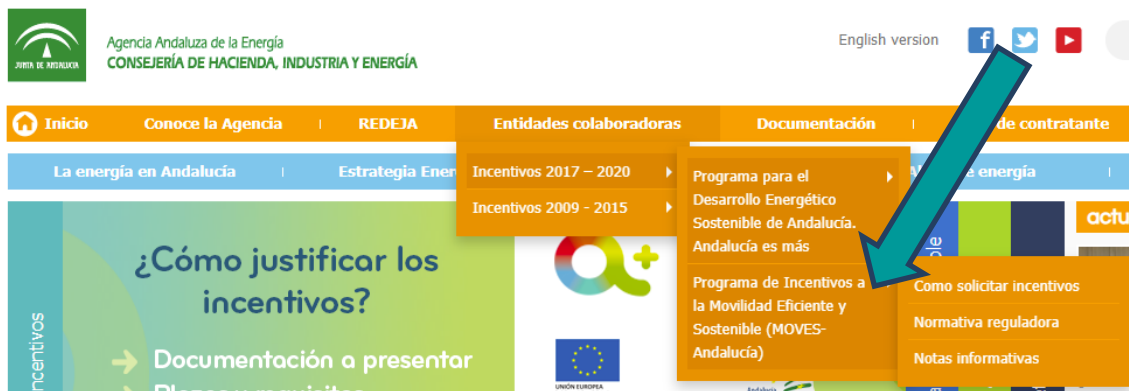 JUNTA DE ANDALUCIA
Agencia Andaluza de la Energía
CONSEJERÍA DE HACIENDA, INDUSTRIA Y ENERGÍA
English version
Inicio
Conoce la Agencia
REDEJA
Entidades colaboradoras
Documentación
de contratante
La energía en Andalucía
Estrategia Ener
e energía
Incentivos 2017 – 2020
Incentivos 2009 - 2015
Programa para el
Desarrollo Energético
Sostenible de Andalucía.
Andalucía es más
Programa de Incentivos a
la Movilidad Eficiente y
Sostenible (MOVES-
Andalucía)
Como solicitar incentivos
Normativa reguladora
Notas informativas
actu
¿Cómo justificar los
incentivos?
Documentación a presentar
ncentivos
UNIÓN EUROPEA
Andalucía